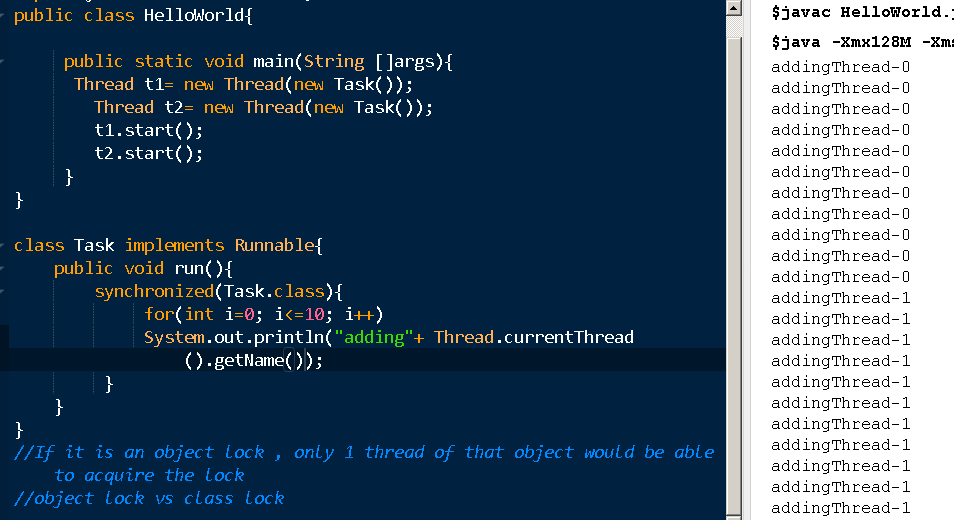 public class HelloWorld{
public static void main(String []args){
Thread t1= new Thread(new Task());
Thread t2= new Thread(new Task());
t1.start();
t2.start();
}
}
class Task implements Runnable{
public void run(){
synchronized(Task.class){
for(int i=0; i<=10; i++)
System.out.println("adding"+ Thread.currentThread
().getName());
}
}
}
//If it is an object lock , only 1 thread of that object would be able
to acquire the lock
//object lock vs class lock
$javac HelloWorld.j
$java -Xmx128M -Xms
addingThread-0
addingThread-0
addingThread-0
addingThread-0
addingThread-0
addingThread-0
addingThread-0
addingThread-0
addingThread-0
addingThread-0
addingThread-0
addingThread-1
addingThread-1
addingThread-1
addingThread-1
addingThread-1
addingThread-1
addingThread-1
addingThread-1
addingThread-1
addingThread-1
addingThread-1